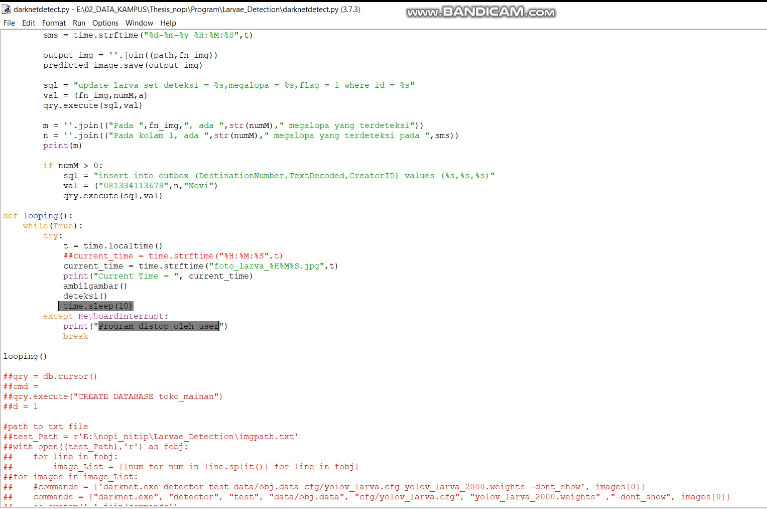 darknetdetect.py - E:\02_DATA_KAMPUS\Thesis_nopi\Program\Larvae_Detection\darknetdetect.py (3.7.3)
www.BANDICAM.com
File Edit Format Run Options Window Help
sms = time.strftime("%d-%m-%y %H:%M:%S",t)
output_img = ''.join((path,fn_img))
predicted_image.save(output_img)
sql = "update larva set deteksi = %s,megalopa = %s,flag = 1 where id = %s"
val = (fn_img,numM,a)
qry.execute(sql,val)
m = ''.join(("Pada ",fn_img,", ada ",str(numM)," megalopa yang terdeteksi"))
n = ''.join(("Pada kolam 1, ada ",str(numM)," megalopa terdeteksi pada ",sms))
print(m)
if numM > 0:
sql = "insert into outbox (DestinationNumber,TextDecoded,CreatorID) values (%s,%s,%s)"
val = ("081334113678",n,"Novi")
qry.execute(sql,val)
def looping():
while(True):
try:
t = time.localtime()
##current_time = time.strftime("%H:%M:%S",t)
current_time = time.strftime("foto_larva_%H%M%S.jpg",t)
print("Current Time = ", current_time)
ambilgambar()
deteksi()
time.sleep(10)
except KeyboardInterrupt:
print("Program distop oleh user")
break
looping()
##qry = db.cursor()
##cmd =
##qry.execute("CREATE DATABASE toko_mainan")
##d = 1
#path to txt file
##test_Path = r'E:\nopi_nitip\Larvae_Detection\imgpath.txt'
##with open((test_Path),'r') as fobj:
## for line in fobj:
## image_List = [[num for num in line.split()] for line in fobj]
##for images in image_List:
## #commands = ['darknet.exe detector test data/obj.data cfg/yolov_larva.cfg yolov_larva_2000.weights -dont_show', images[0]]
## commands = ["darknet.exe", "detector", "test", "data/obj.data", "cfg/yolov_larva.cfg", "yolov_larva_2000.weights" ,"-dont_show", images[0]]